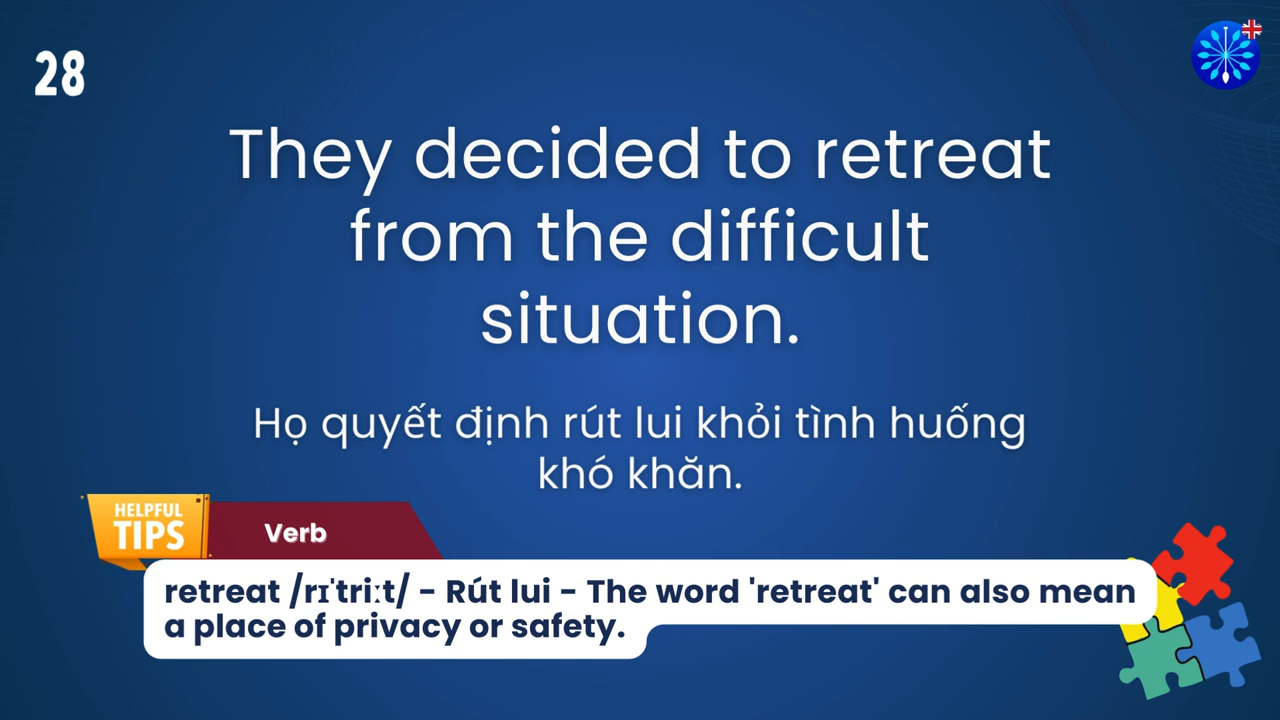 28
They decided to retreat
from the difficult
situation.
Họ quyết định rút lui khỏi tình huống
khó khăn.
HELPFUL
TIPS
Verb
retreat /rɪˈtriːt/ - Rút lui - The word 'retreat' can also mean
a place of privacy or safety.